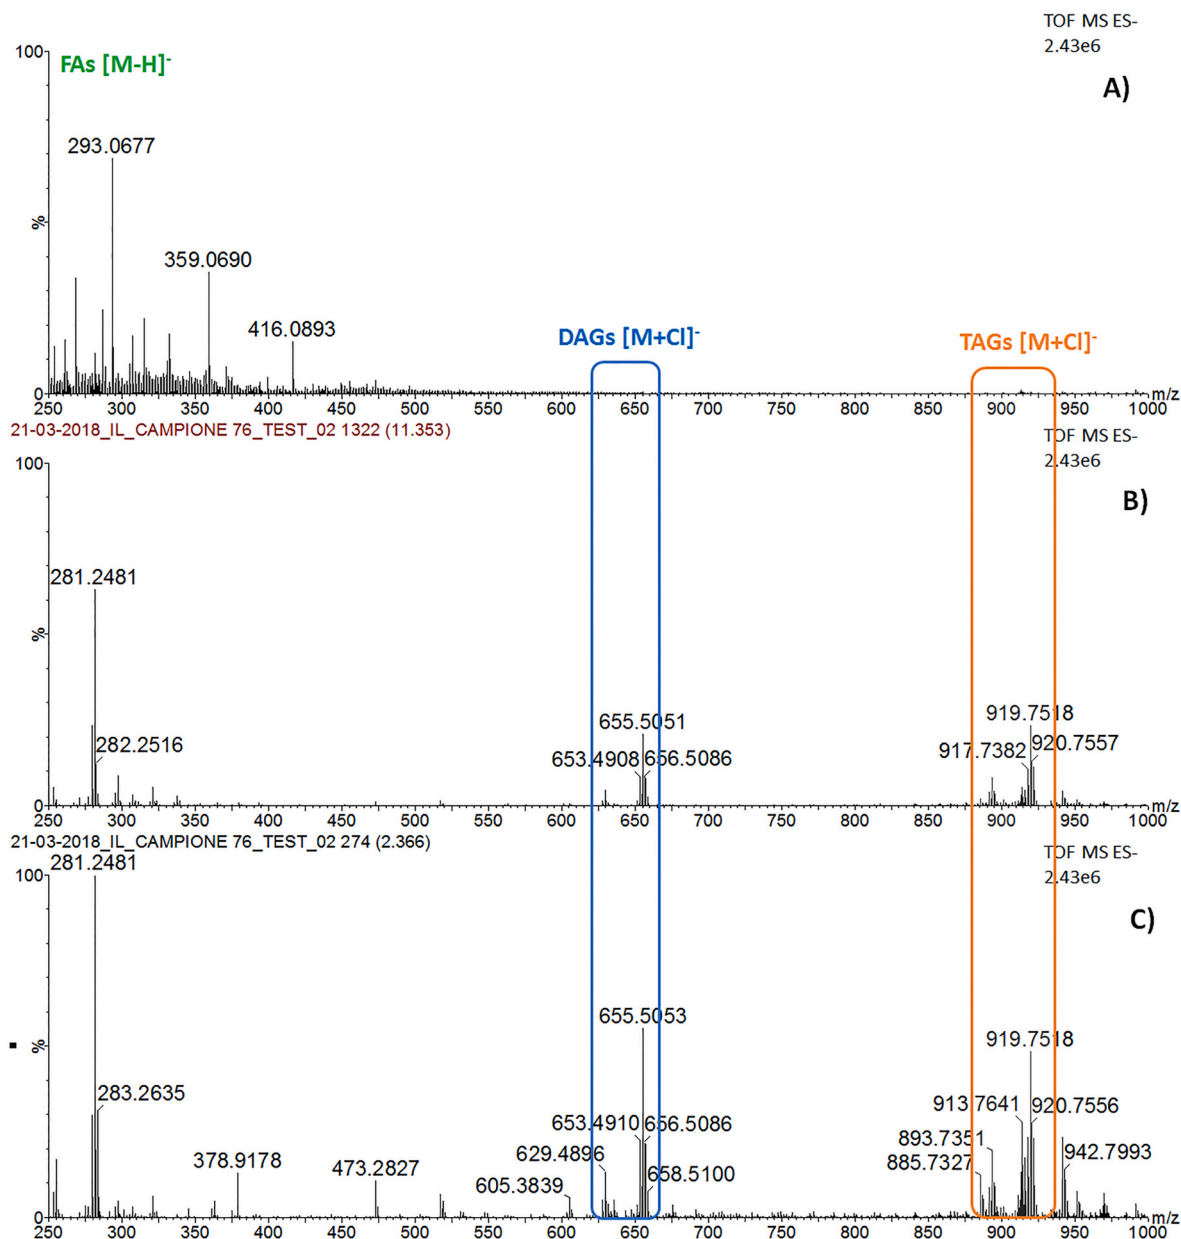 TOF MS ES-
2.43e6
A)
100
FAs [M-H]-
293.0677
%
359.0690
416.0893
DAGs [M+Cl]-
TAGs [M+Cl]-
0
250 300 350 400 450 500 550 600 650 700 750 800 850 900 950 1000 m/z
21-03-2018_IL_CAMPIONE 76_TEST_02 1322 (11.353)
TOF MS ES-
2.43e6
B)
100
281.2481
%
655.5051
919.7518
282.2516
653.4908 656.5086
917.7382 920.7557
0
250 300 350 400 450 500 550 600 650 700 750 800 850 900 950 1000 m/z
21-03-2018_IL_CAMPIONE 76_TEST_02 274 (2.366)
TOF MS ES-
2.43e6
281.2481
100
C)
655.5053
919.7518
%
283.2635
913.7641 920.7556
653.4910 656.5086
893.7351
629.4896
942.7993
378.9178
885.7327
473.2827
658.5100
605.3839
0
250 300 350 400 450 500 550 600 650 700 750 800 850 900 950 1000 m/z